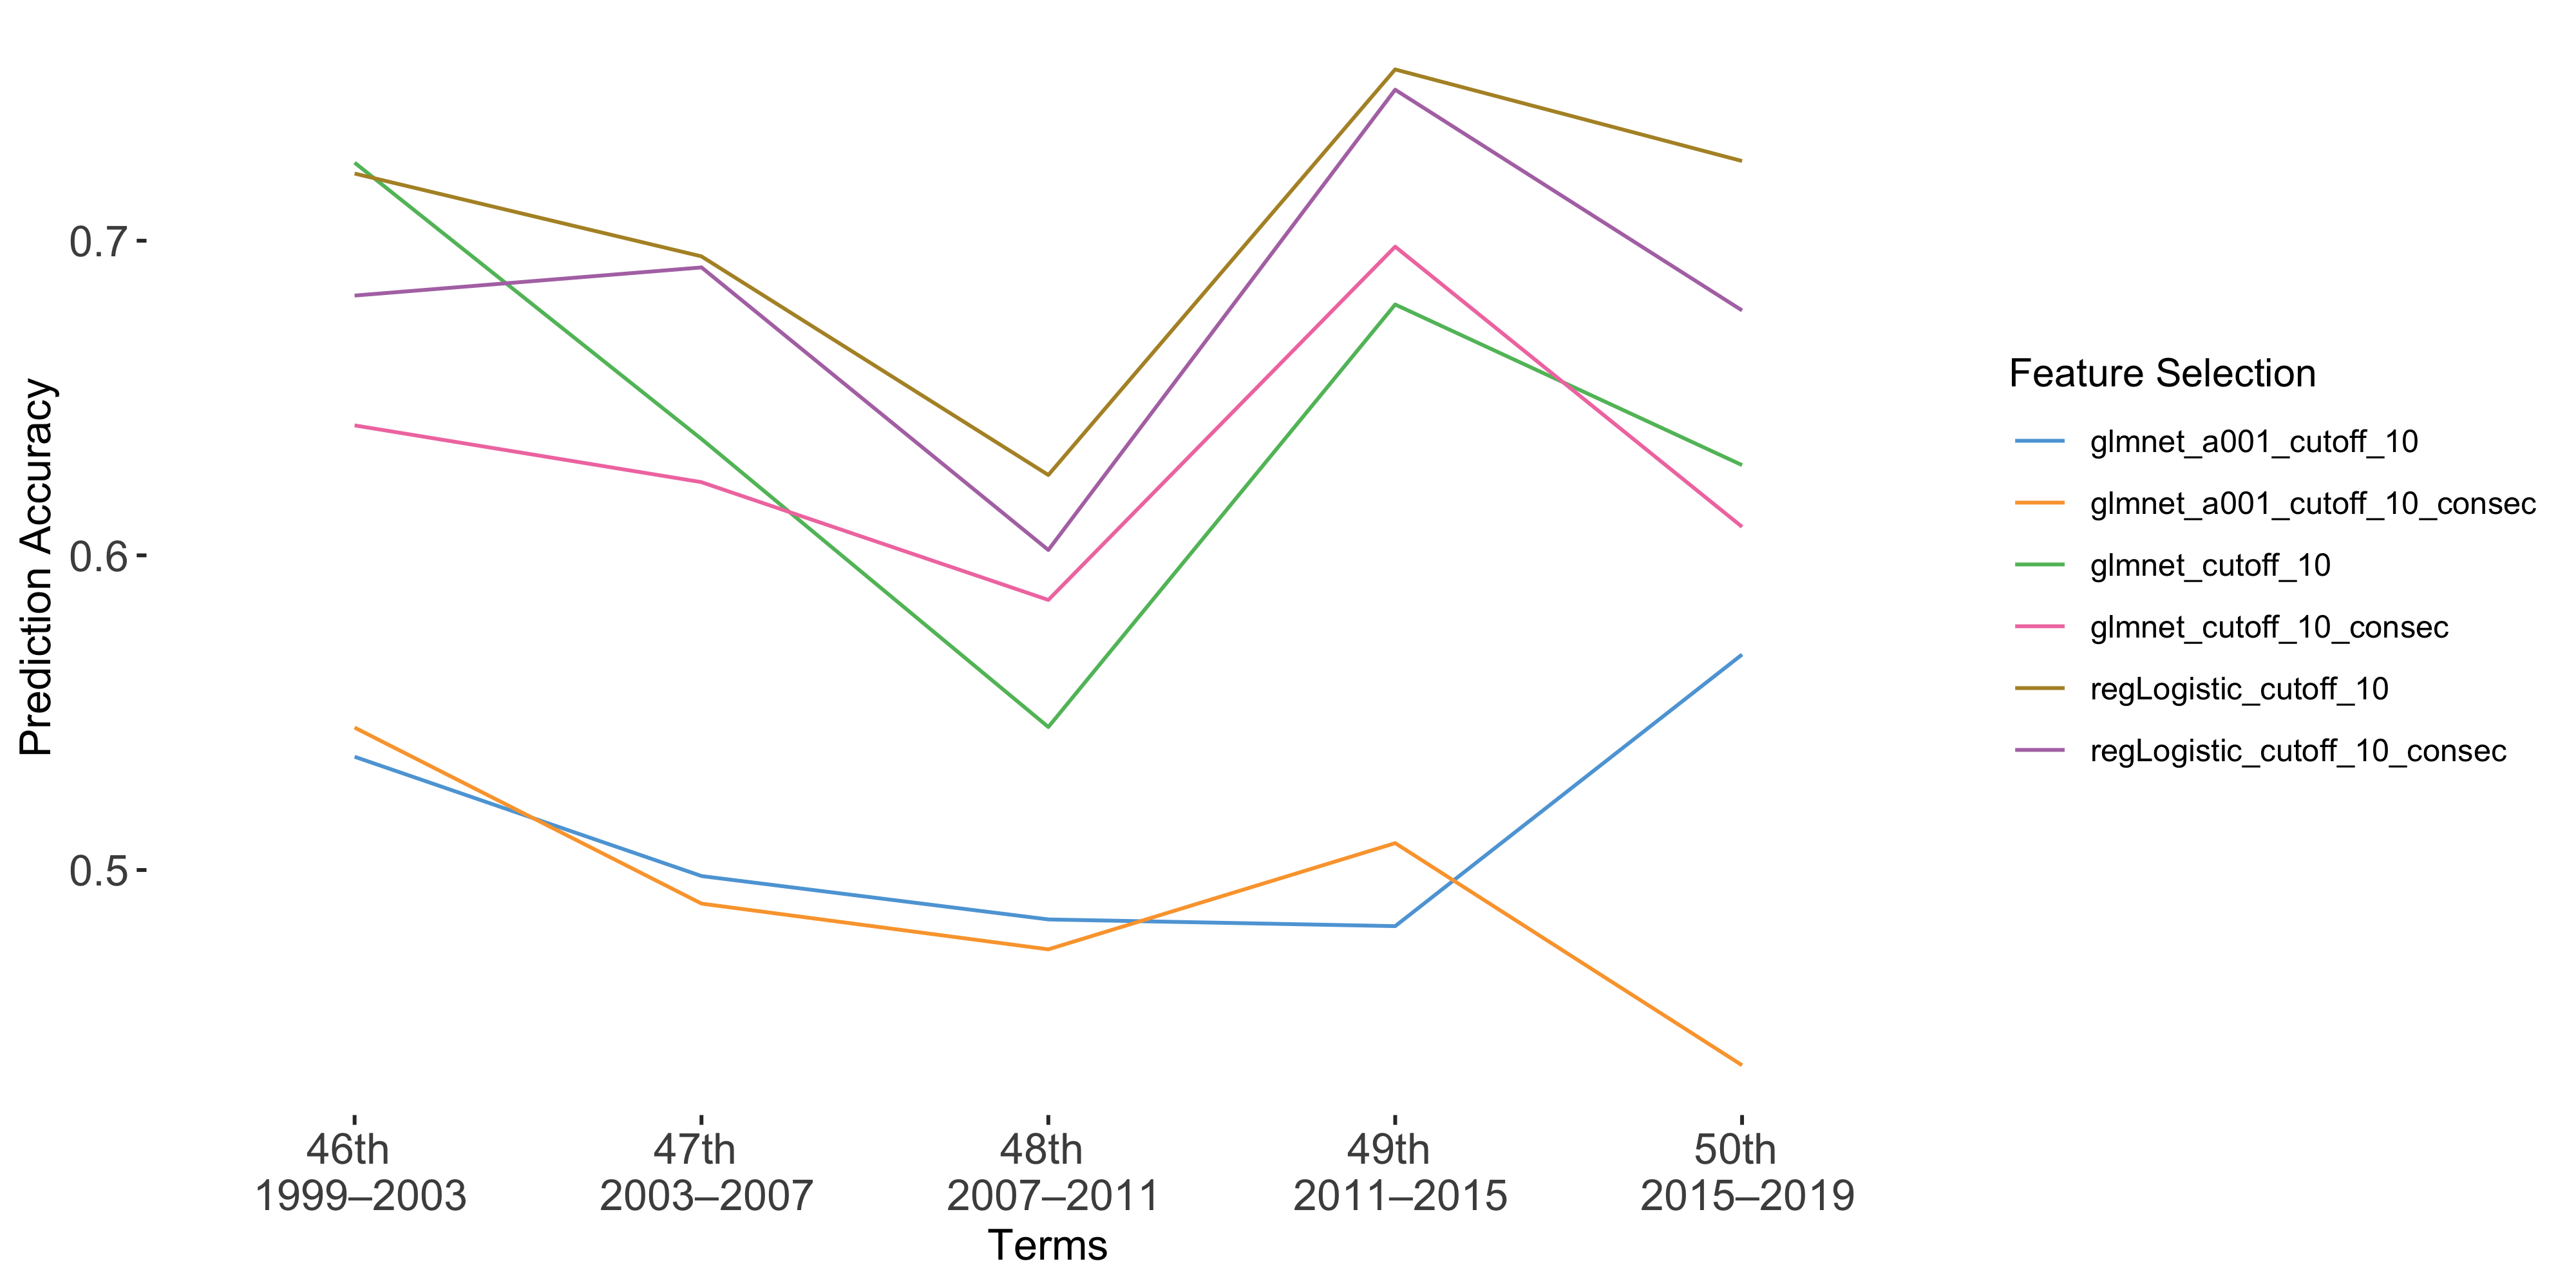 Prediction Accuracy
0.7
0.6
0.5
46th
1999–2003
47th
2003–2007
48th
2007–2011
49th
2011–2015
50th
2015–2019
Terms
Feature Selection
glmnet_a001_cutoff_10
glmnet_a001_cutoff_10_consec
glmnet_cutoff_10
glmnet_cutoff_10_consec
regLogistic_cutoff_10
regLogistic_cutoff_10_consec